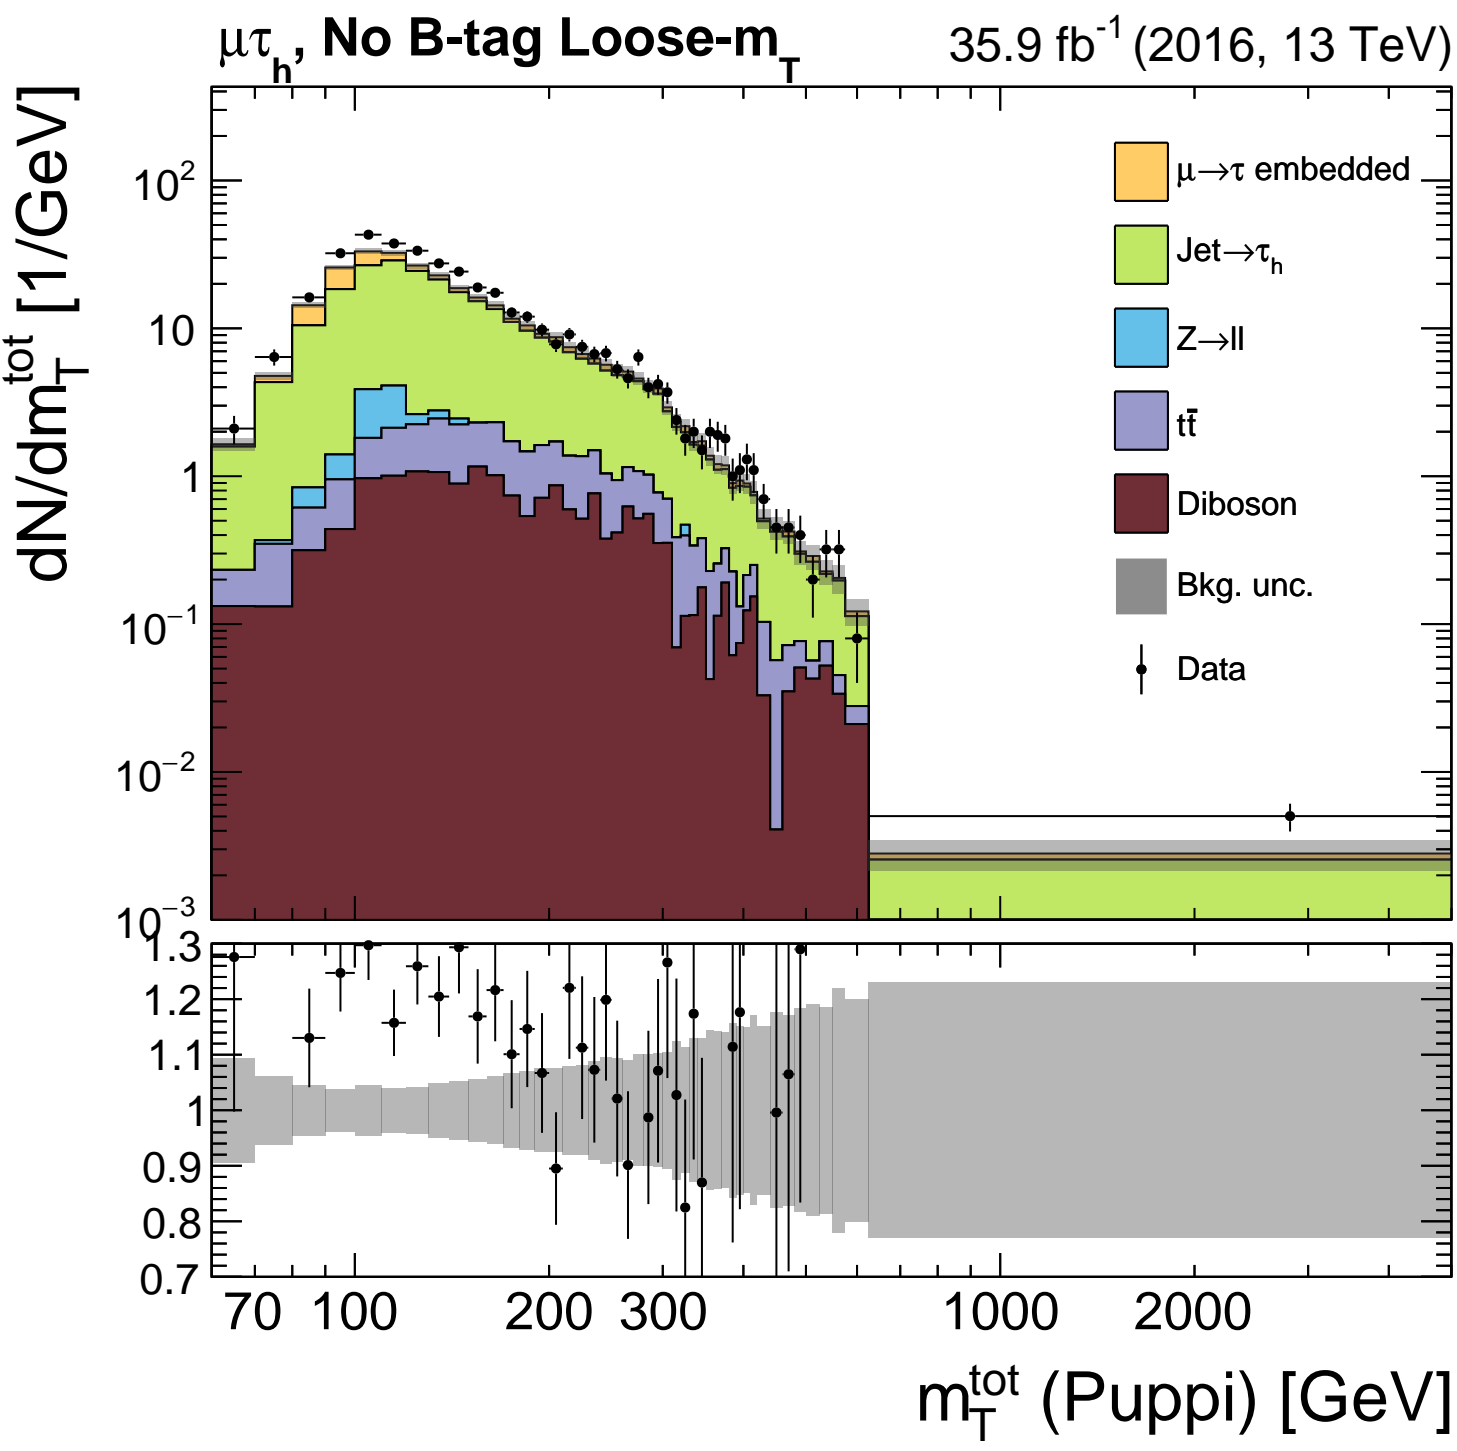 μτh, No B-tag Loose-mT
35.9 fb-1 (2016, 13 TeV)
dN/dmTtot [1/GeV]
10²
10
1
10⁻¹
10⁻²
10⁻³
μ→τ embedded
Jet→τh
Z→ll
tt̄
Diboson
Bkg. unc.
Data
1.3
1.2
1.1
1
0.9
0.8
0.7
70 100 200 300 1000 2000
mTtot (Puppi) [GeV]